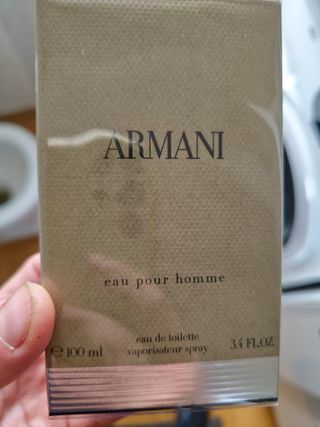 ARMANI
eau pour homme
eau de toilette
℮ 100 ml vaporisateur spray 3.4 FL.OZ.